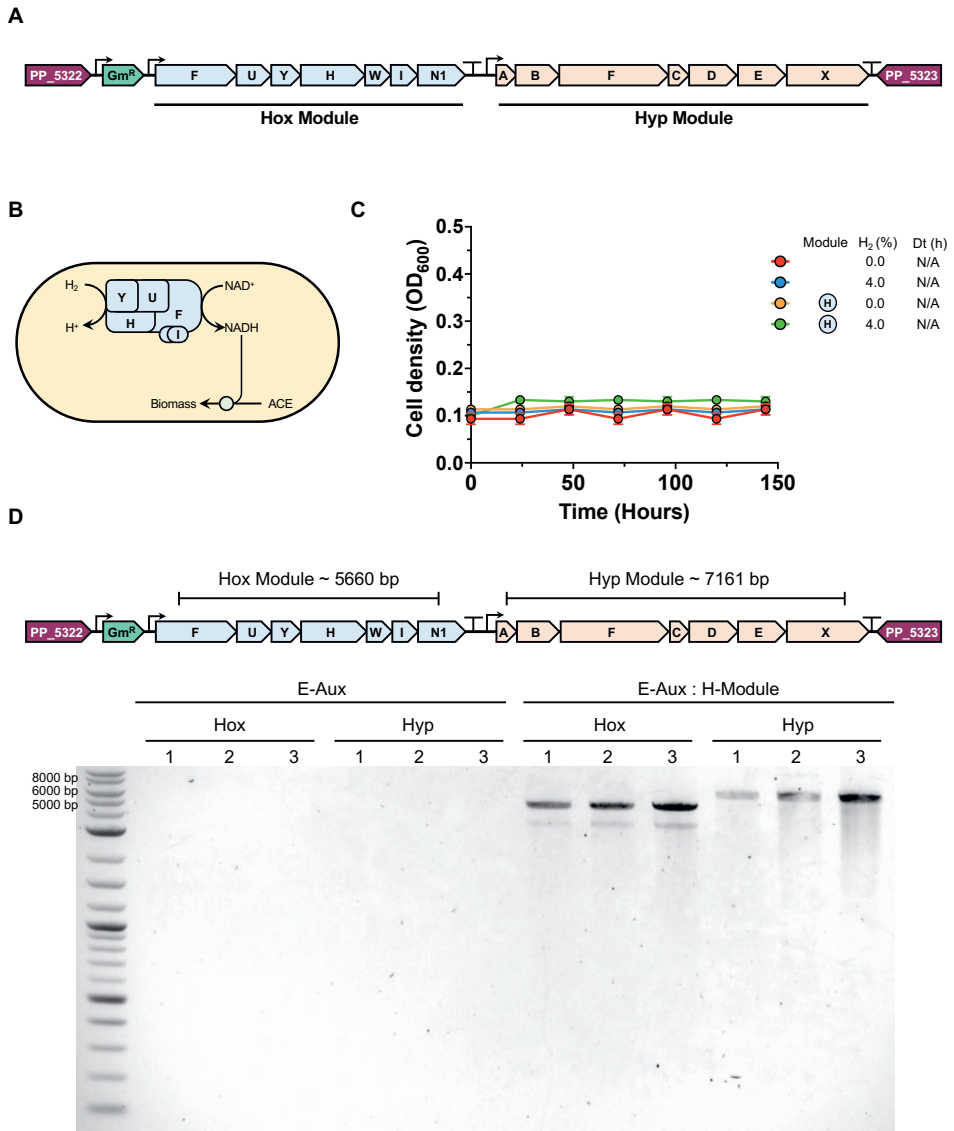 A
PP_5322 Gmᴿ F U Y H W I N1 A B F C D E X PP_5323
Hox Module Hyp Module
B
H₂ Y U F NAD⁺
H⁺ H I NADH
Biomass ACE
C
Cell density (OD₆₀₀)
0.5
0.4
0.3
0.2
0.1
0.0
0 50 100 150
Time (Hours)
Module H₂ (%) Dt (h)
0.0 N/A
4.0 N/A
H 0.0 N/A
H 4.0 N/A
D
Hox Module ~ 5660 bp Hyp Module ~ 7161 bp
PP_5322 Gmᴿ F U Y H W I N1 A B F C D E X PP_5323
E-Aux E-Aux : H-Module
Hox Hyp Hox Hyp
1 2 3 1 2 3 1 2 3 1 2 3
8000 bp
6000 bp
5000 bp